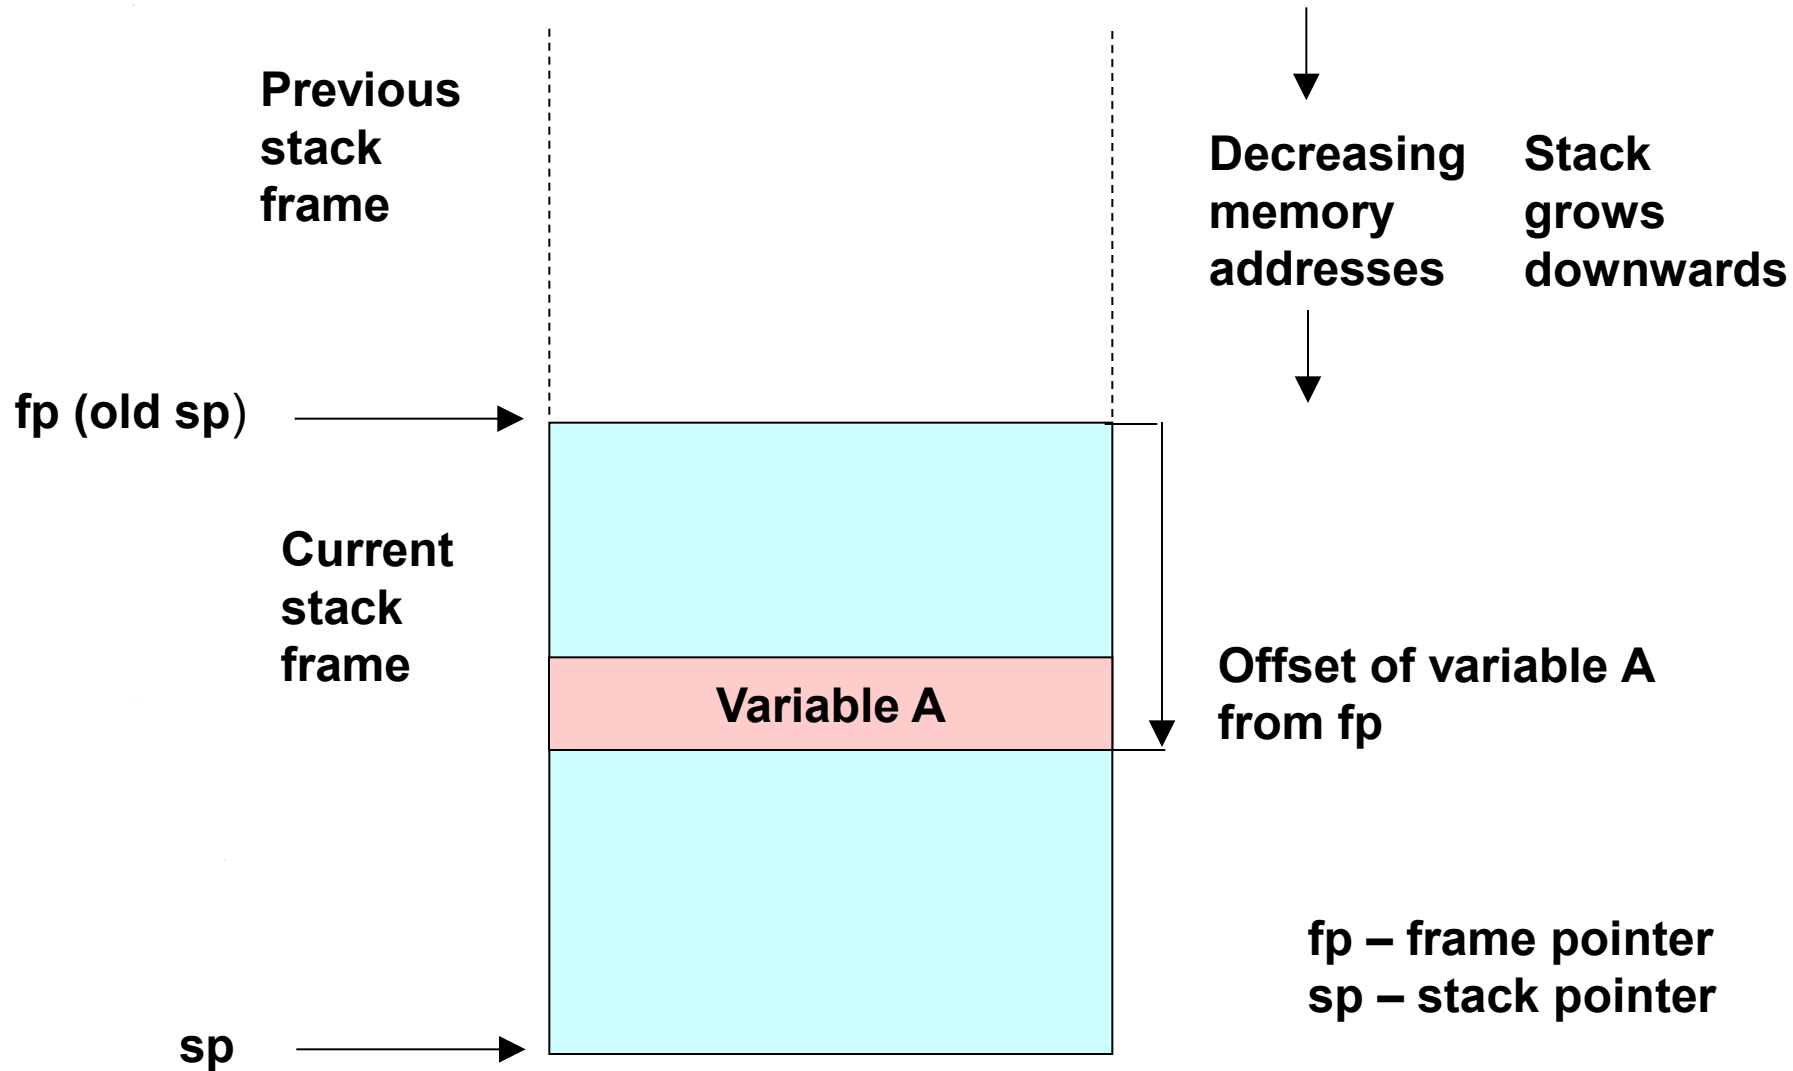 Previous
stack
frame
Decreasing
memory
addresses
Stack
grows
downwards
fp (old sp)
Current
stack
frame
Variable A
Offset of variable A
from fp
fp – frame pointer
sp – stack pointer
sp